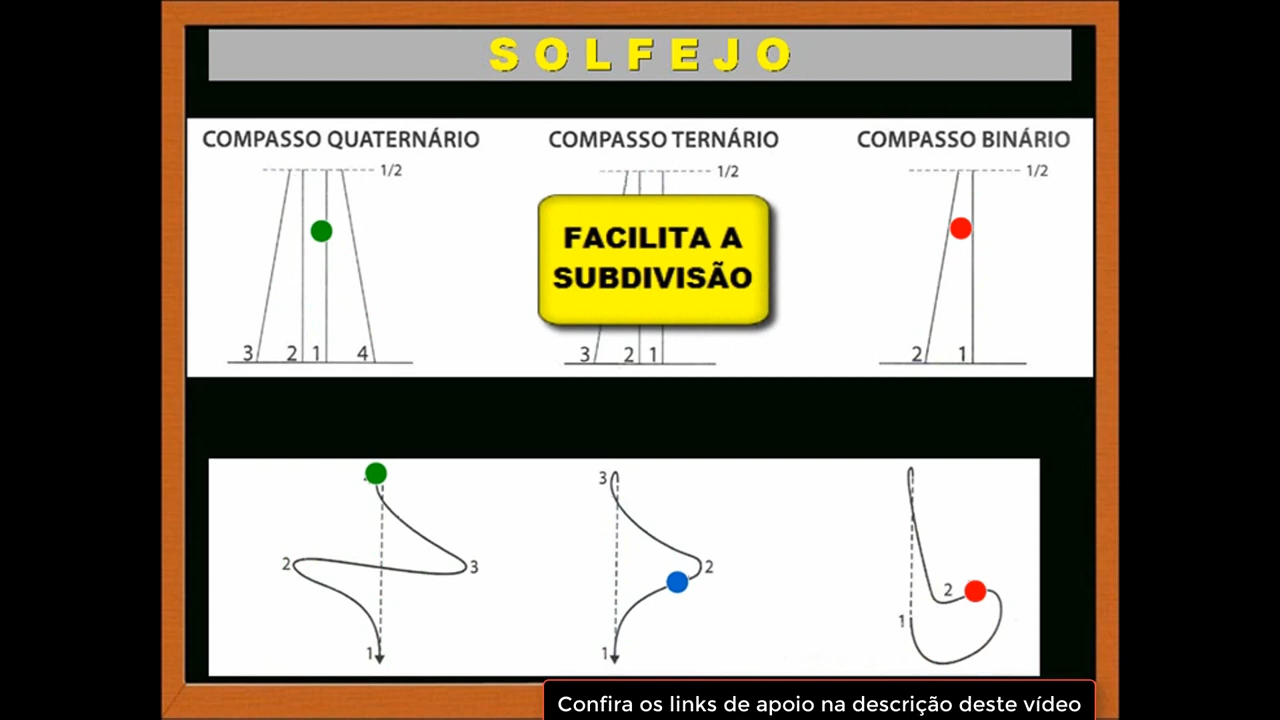 SOLFEJO
COMPASSO QUATERNÁRIO
COMPASSO TERNÁRIO
COMPASSO BINÁRIO
1/2
1/2
1/2
FACILITA A
SUBDIVISÃO
3 2 1 4
3 2 1
2 1
3
2
3
2
2
1
1
1
Confira os links de apoio na descrição deste vídeo